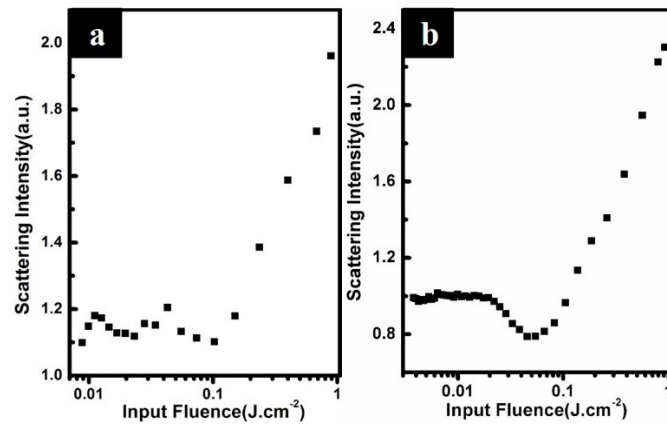 a
2.0
1.8
1.6
1.4
1.2
1.0
Scattering Intensity(a.u.)
0.01
0.1
1
Input Fluence(J.cm⁻²)
b
2.4
2.0
1.6
1.2
0.8
Scattering Intensity(a.u.)
0.01
0.1
1
Input Fluence(J.cm⁻²)